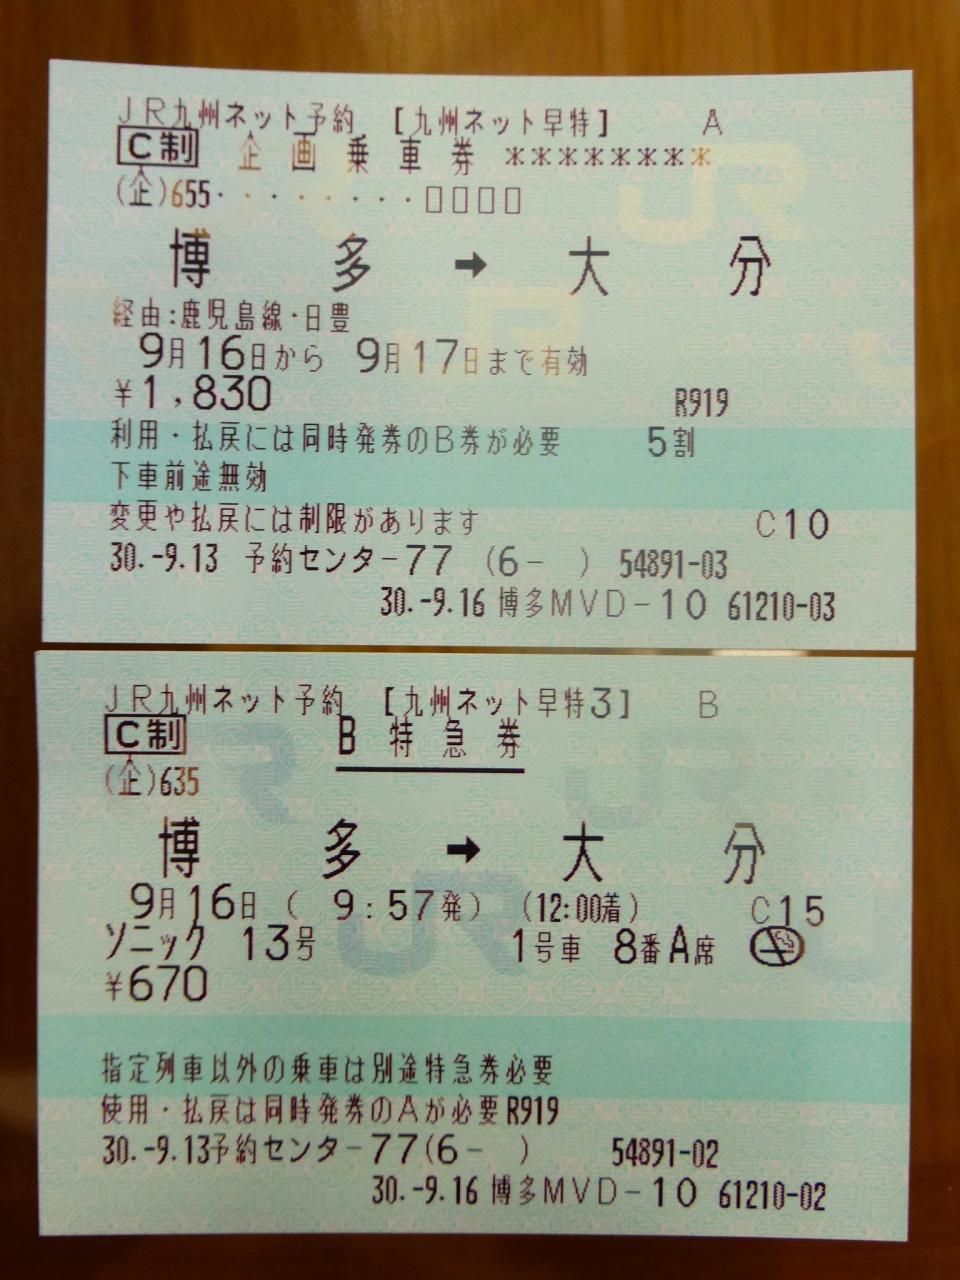 JR九州ネット予約 [九州ネット早特] A
C制 企画乗車券 ********
(企)655・・・・・・・・□□□□
博多 → 大分
経由:鹿児島線・日豊
9月16日から 9月17日まで有効
¥1,830 R919
利用・払戻には同時発券のB券が必要 5割
下車前途無効
変更や払戻には制限があります C10
30.-9.13 予約センター77 (6- ) 54891-03
30.-9.16 博多MVD-10 61210-03
JR九州ネット予約 [九州ネット早特3] B
C制 B特急券
(企)635
博多 → 大分
9月16日 ( 9:57発) (12:00着) C15
ソニック 13号 1号車 8番A席
¥670
指定列車以外の乗車は別途特急券必要
使用・払戻は同時発券のAが必要R919
30.-9.13予約センター77(6- ) 54891-02
30.-9.16 博多MVD-10 61210-02